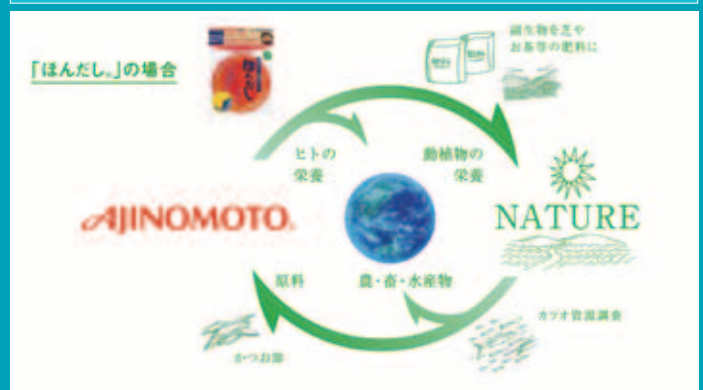 「ほんだし®」の場合
副生物を芝や
お茶等の肥料に
ヒトの
栄養
動植物の
栄養
AJINOMOTO®
NATURE
原料
農・畜・水産物
かつお節
カツオ資源調査